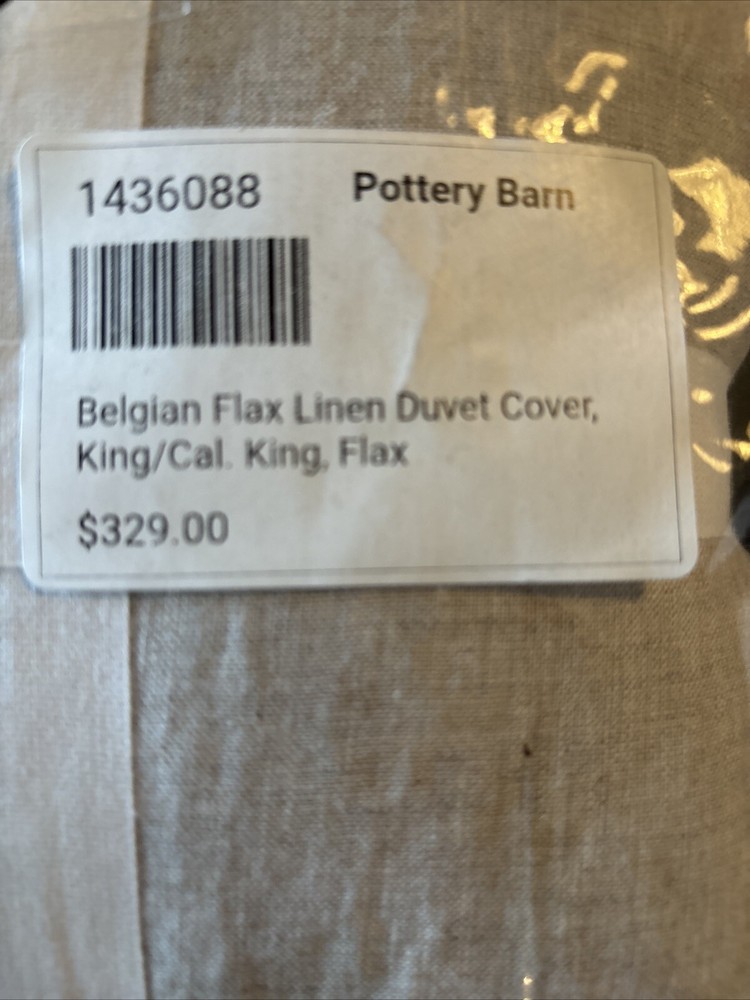 1436088 Pottery Barn
Belgian Flax Linen Duvet Cover,
King/Cal. King, Flax
$329.00